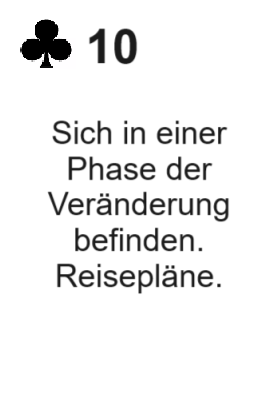 ♣ 10
Sich in einer
Phase der
Veränderung
befinden.
Reisepläne.